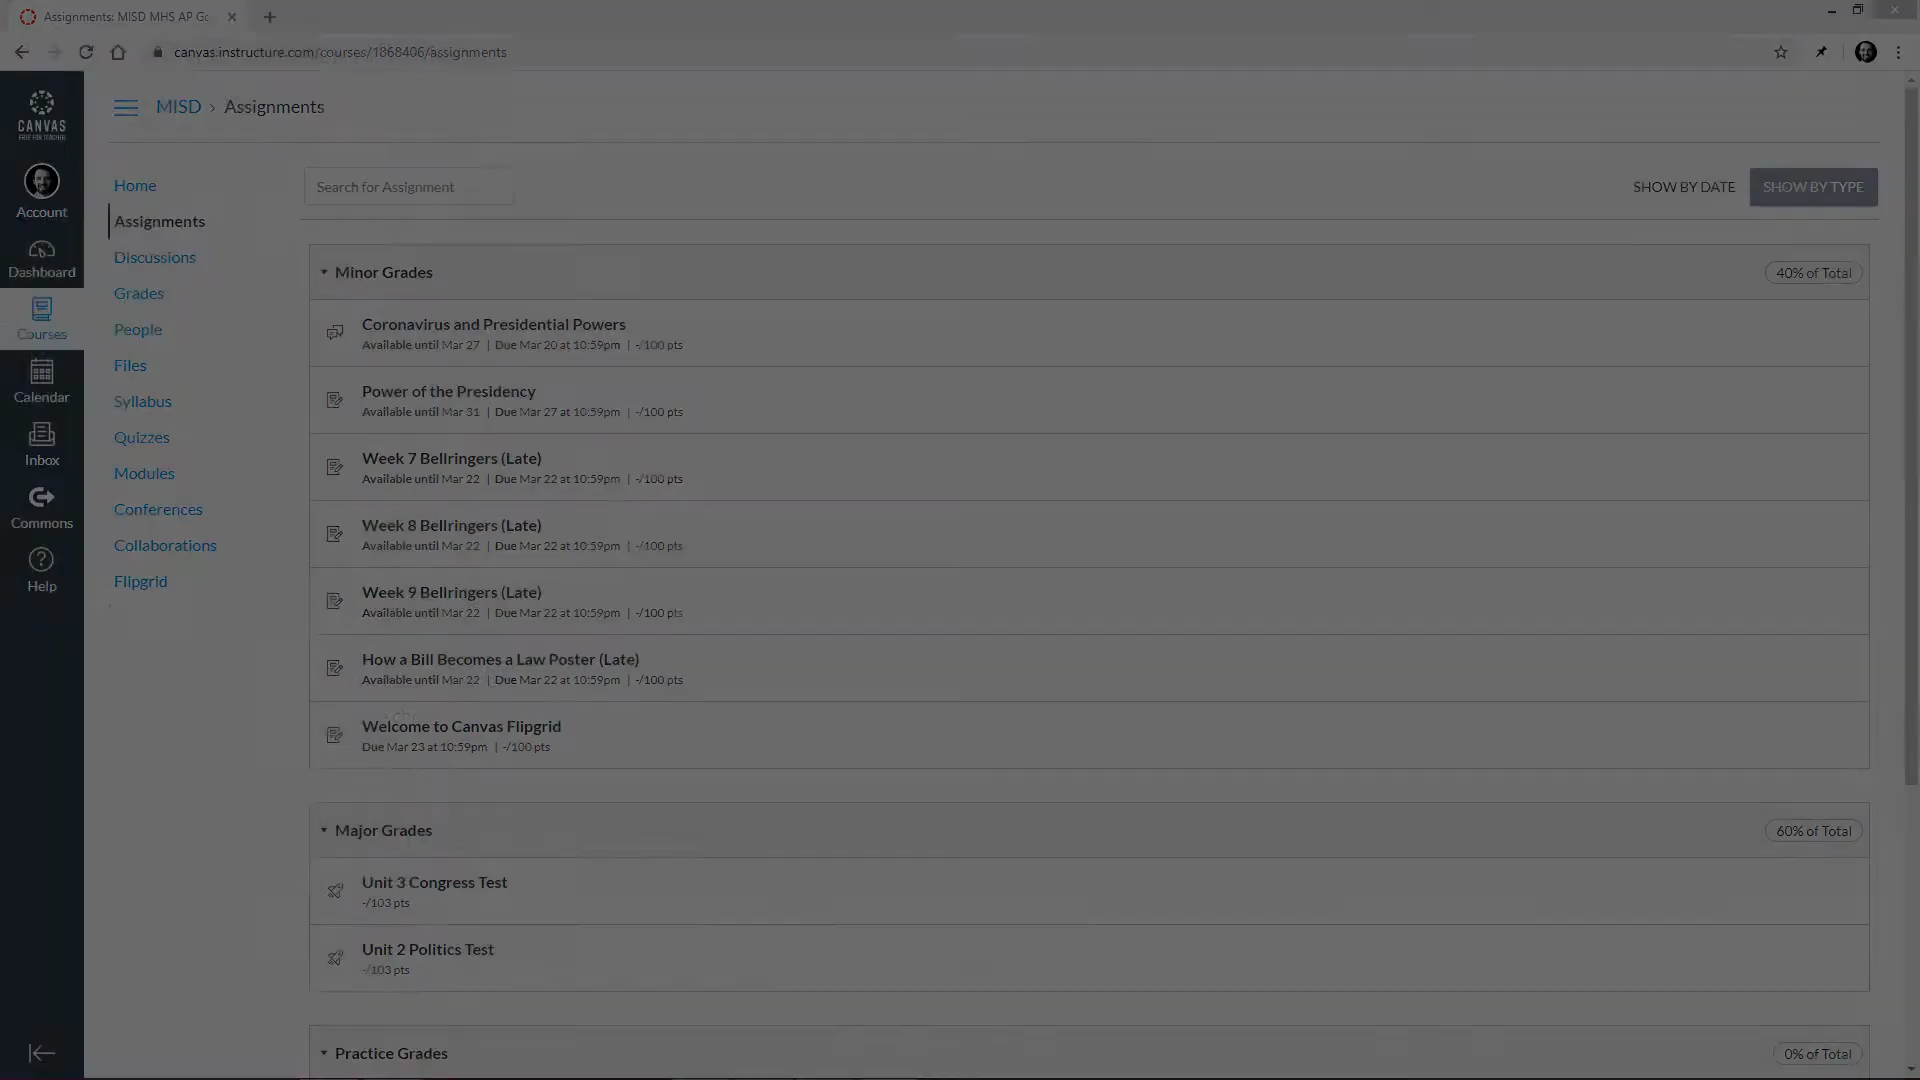 Assignments: MISD MHS AP Go
canvas.instructure.com/courses/1868406/assignments
CANVAS
FREE FOR TEACHER
Account
Dashboard
Courses
Calendar
Inbox
Commons
Help
MISD › Assignments
Home
Assignments
Discussions
Grades
People
Files
Syllabus
Quizzes
Modules
Conferences
Collaborations
Flipgrid
Search for Assignment
SHOW BY DATE
SHOW BY TYPE
Minor Grades
40% of Total
Coronavirus and Presidential Powers
Available until Mar 27 | Due Mar 20 at 10:59pm | -/100 pts
Power of the Presidency
Available until Mar 31 | Due Mar 27 at 10:59pm | -/100 pts
Week 7 Bellringers (Late)
Available until Mar 22 | Due Mar 22 at 10:59pm | -/100 pts
Week 8 Bellringers (Late)
Available until Mar 22 | Due Mar 22 at 10:59pm | -/100 pts
Week 9 Bellringers (Late)
Available until Mar 22 | Due Mar 22 at 10:59pm | -/100 pts
How a Bill Becomes a Law Poster (Late)
Available until Mar 22 | Due Mar 22 at 10:59pm | -/100 pts
Welcome to Canvas Flipgrid
Due Mar 23 at 10:59pm | -/100 pts
Major Grades
60% of Total
Unit 3 Congress Test
-/103 pts
Unit 2 Politics Test
-/103 pts
Practice Grades
0% of Total